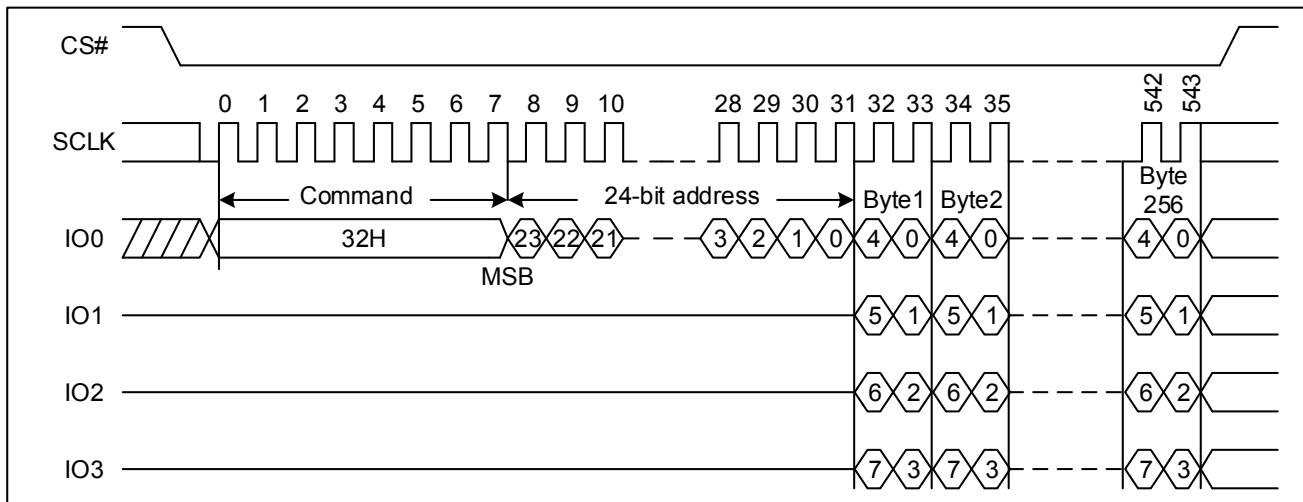 CS#
0 1 2 3 4 5 6 7 8 9 10 28 29 30 31 32 33 34 35 542 543
SCLK
Command 24-bit address Byte1 Byte2 Byte
256
IO0 32H 23 22 21 3 2 1 0 4 0 4 0 4 0
MSB
IO1 5 1 5 1 5 1
IO2 6 2 6 2 6 2
IO3 7 3 7 3 7 3